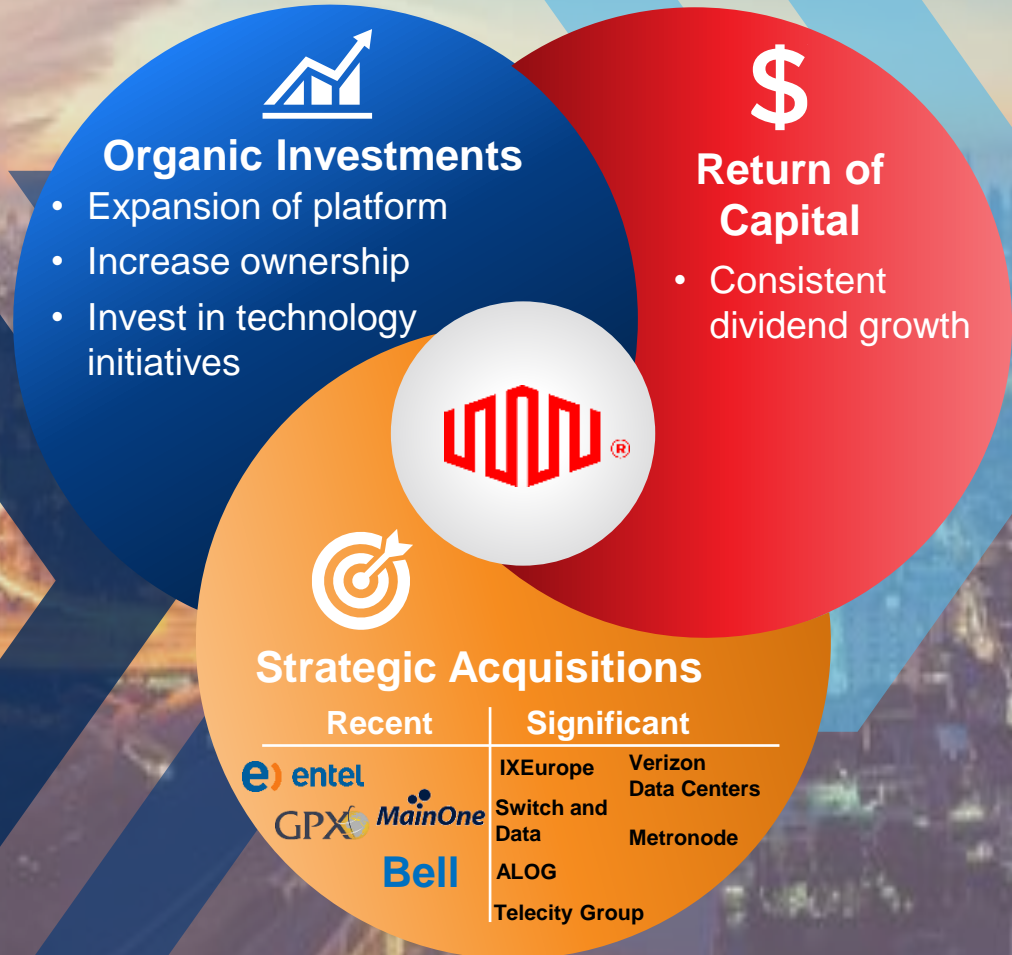 $
Organic Investments
• Expansion of platform
• Increase ownership
• Invest in technology
initiatives
Return of
Capital
• Consistent
dividend growth
®
Strategic Acquisitions
Recent
e) entel
GPX
MainOne
Bell
Significant
IXEurope
Switch and
Data
ALOG
Telecity Group
Verizon
Data Centers
Metronode